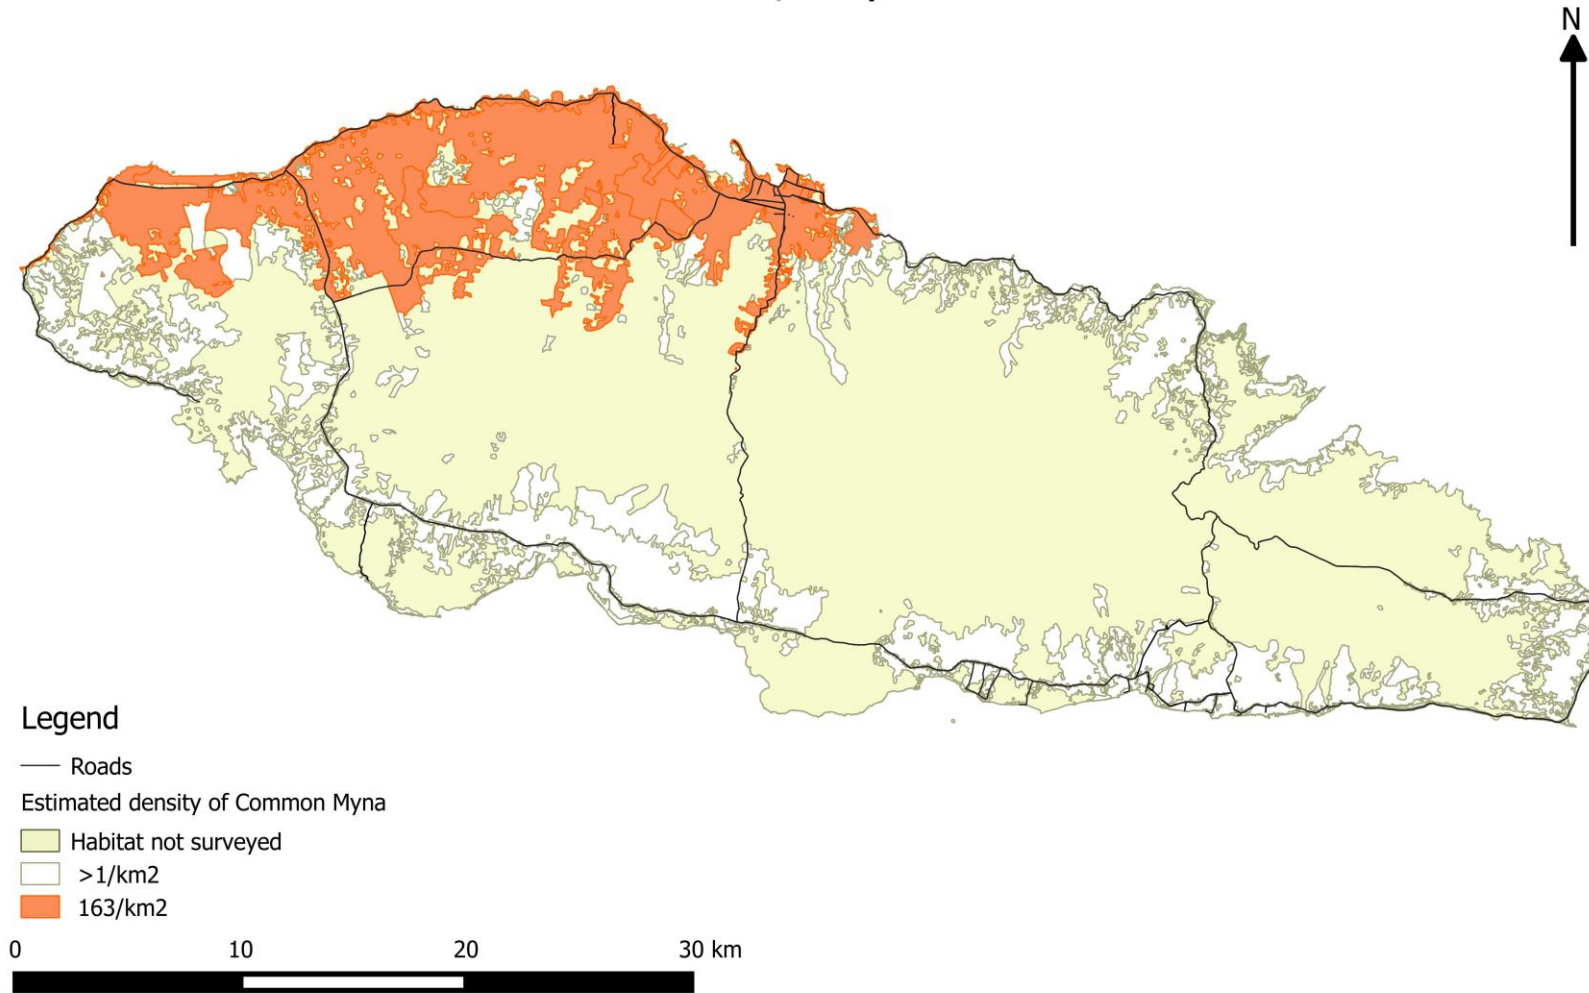 N
Legend
Roads
Estimated density of Common Myna
Habitat not surveyed
>1/km2
163/km2
0 10 20 30 km